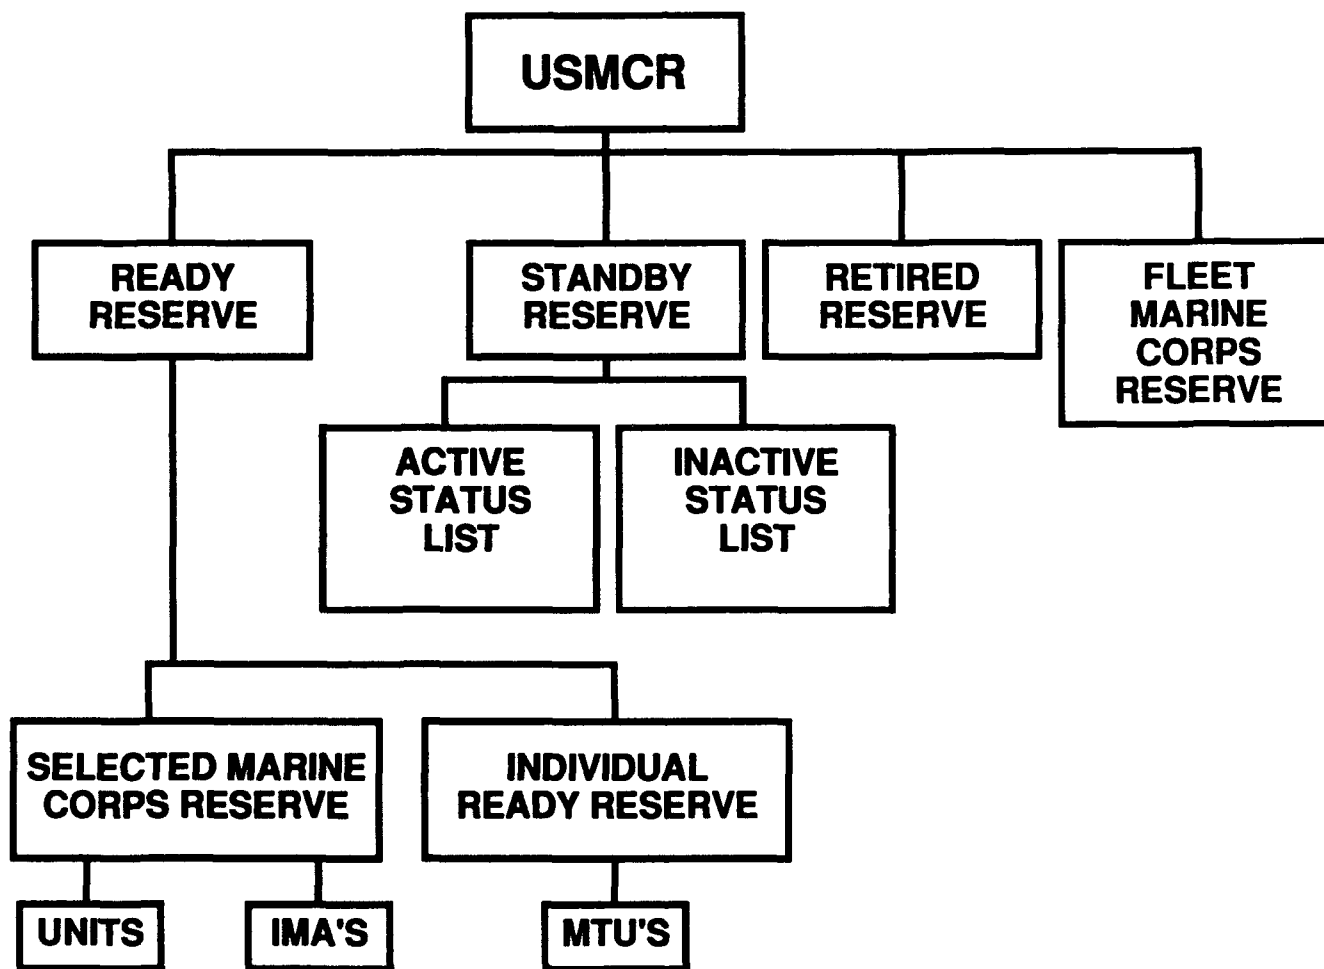 USMCR
READY
RESERVE
STANDBY
RESERVE
RETIRED
RESERVE
FLEET
MARINE
CORPS
RESERVE
ACTIVE
STATUS
LIST
INACTIVE
STATUS
LIST
SELECTED MARINE
CORPS RESERVE
INDIVIDUAL
READY RESERVE
UNITS
IMA'S
MTU'S